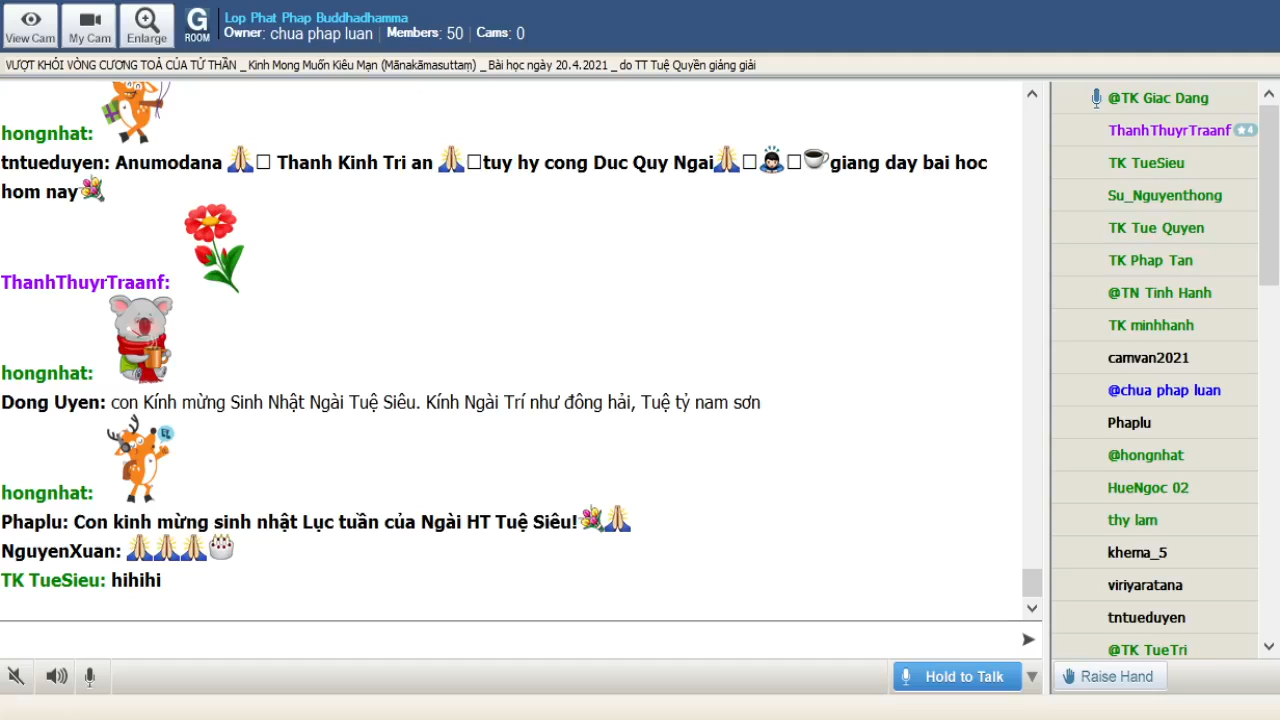 View Cam
My Cam
Enlarge
G
ROOM
Lop Phat Phap Buddhadhamma
Owner: chua phap luan | Members: 50 | Cams: 0
VƯỢT KHỎI VÒNG CƯƠNG TOẢ CỦA TỬ THẦN _ Kinh Mong Muốn Kiêu Mạn (Mānakāmasuttaṃ) _ Bài học ngày 20.4.2021 _ do TT Tuệ Quyền giảng giải
hongnhat:
tntueduyen: Anumodana 🙏 Thanh Kinh Tri an 🙏tuy hy cong Duc Quy Ngai🙏🙇☕giang day bai hoc
hom nay💐
ThanhThuyrTraanf:
hongnhat:
Dong Uyen: con Kính mừng Sinh Nhật Ngài Tuệ Siêu. Kính Ngài Trí như đông hải, Tuệ tỷ nam sơn
hongnhat:
Phaplu: Con kinh mừng sinh nhật Lục tuần của Ngài HT Tuệ Siêu!💐🙏
NguyenXuan: 🙏🙏🙏🎂
TK TueSieu: hihihi
Hold to Talk
@TK Giac Dang
ThanhThuyrTraanf ★4
TK TueSieu
Su_Nguyenthong
TK Tue Quyen
TK Phap Tan
@TN Tinh Hanh
TK minhhanh
camvan2021
@chua phap luan
Phaplu
@hongnhat
HueNgoc 02
thy lam
khema_5
viriyaratana
tntueduyen
@TK TueTri
Raise Hand